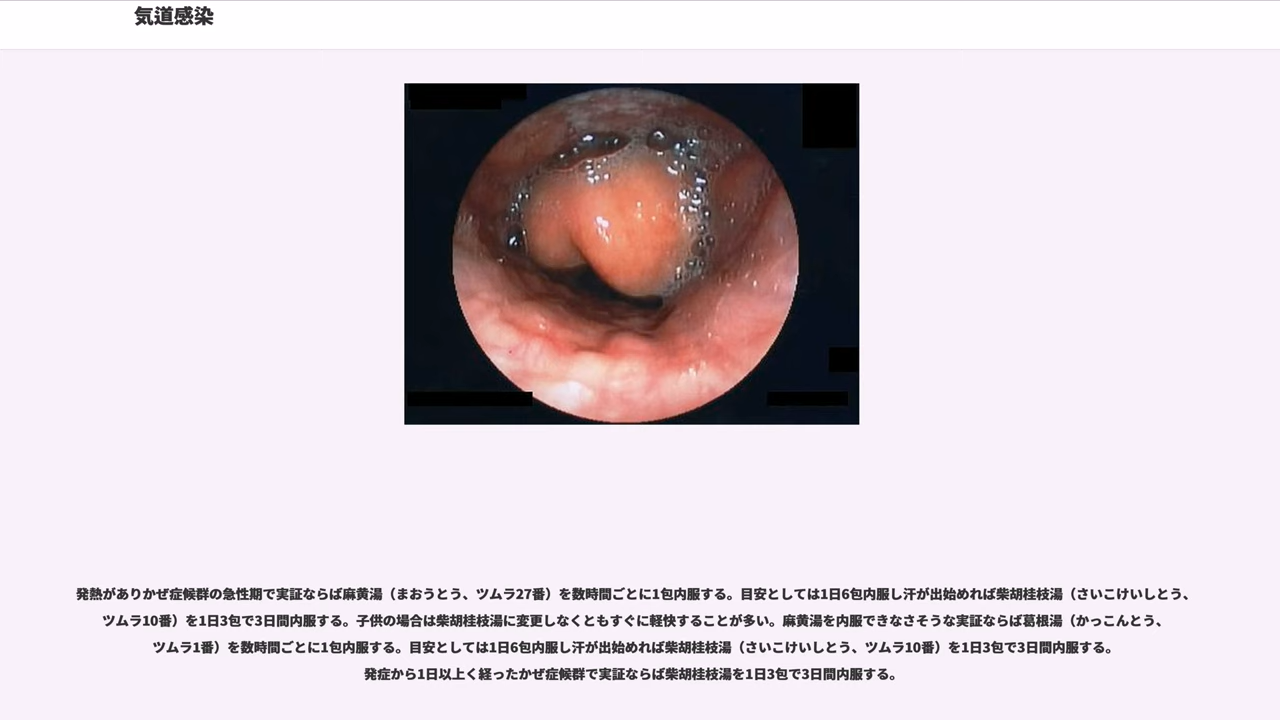 気道感染
発熱がありかぜ症候群の急性期で実証ならば麻黄湯（まおうとう、ツムラ27番）を数時間ごとに1包内服する。目安としては1日6包内服し汗が出始めれば柴胡桂枝湯（さいこけいしとう、
ツムラ10番）を1日3包で3日間内服する。子供の場合は柴胡桂枝湯に変更しなくともすぐに軽快することが多い。麻黄湯を内服できなさそうな実証ならば葛根湯（かっこんとう、
ツムラ1番）を数時間ごとに1包内服する。目安としては1日6包内服し汗が出始めれば柴胡桂枝湯（さいこけいしとう、ツムラ10番）を1日3包で3日間内服する。
発症から1日以上く経ったかぜ症候群で実証ならば柴胡桂枝湯を1日3包で3日間内服する。